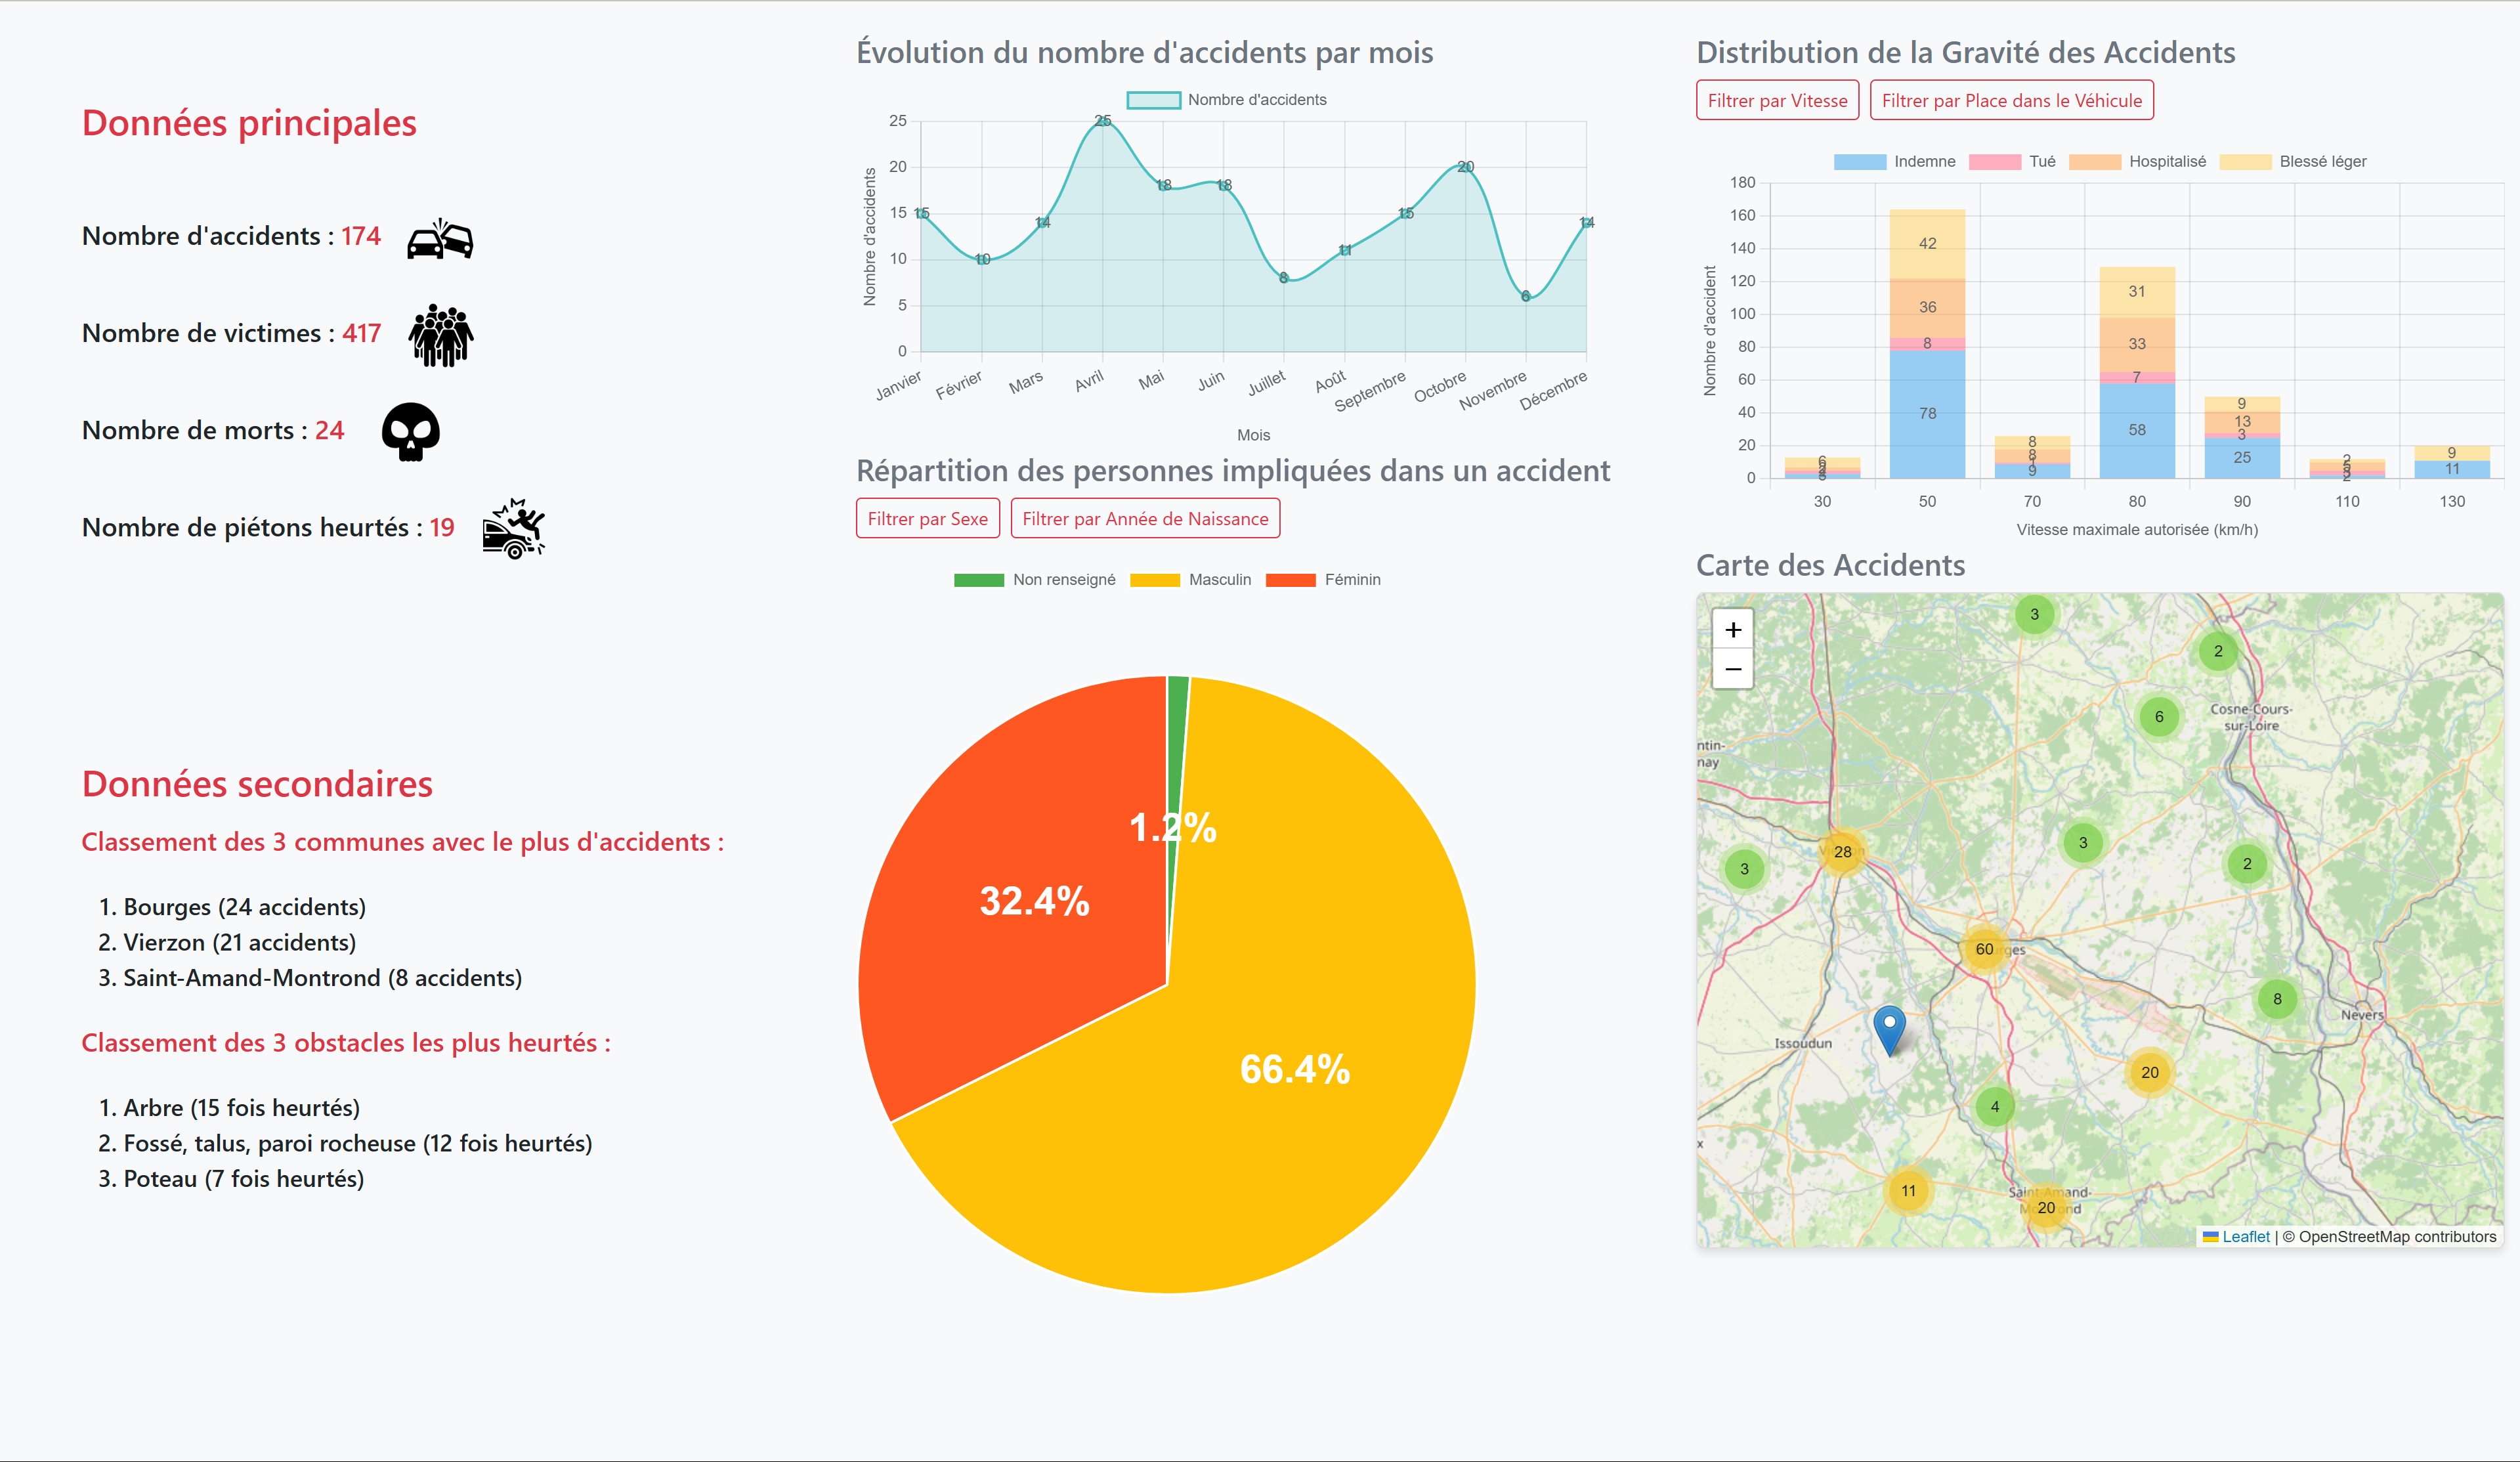 Données principales
Nombre d'accidents : 174
Nombre de victimes : 417
Nombre de morts : 24
Nombre de piétons heurtés : 19
Données secondaires
Classement des 3 communes avec le plus d'accidents :
1. Bourges (24 accidents)
2. Vierzon (21 accidents)
3. Saint-Amand-Montrond (8 accidents)
Classement des 3 obstacles les plus heurtés :
1. Arbre (15 fois heurtés)
2. Fossé, talus, paroi rocheuse (12 fois heurtés)
3. Poteau (7 fois heurtés)
Évolution du nombre d'accidents par mois
Nombre d'accidents
Nombre d'accidents
25
20
15
10
5
0
15
10
14
25
18
18
8
11
15
20
6
14
Janvier
Février
Mars
Avril
Mai
Juin
Juillet
Août
Septembre
Octobre
Novembre
Décembre
Mois
Répartition des personnes impliquées dans un accident
Filtrer par Sexe
Filtrer par Année de Naissance
Non renseigné
Masculin
Féminin
1.2%
32.4%
66.4%
Distribution de la Gravité des Accidents
Filtrer par Vitesse
Filtrer par Place dans le Véhicule
Indemne
Tué
Hospitalisé
Blessé léger
Nombre d'accident
180
160
140
120
100
80
60
40
20
0
6
42
36
8
78
8
8
1
9
31
33
7
58
9
13
3
25
2
2
9
11
30
50
70
80
90
110
130
Vitesse maximale autorisée (km/h)
Carte des Accidents
+
−
3
2
6
Cosne-Cours-
sur-Loire
ntin-
nay
28
3
3
2
60
8
Nevers
Issoudun
20
4
x
11
Saint-Amand-
20
Leaflet | © OpenStreetMap contributors